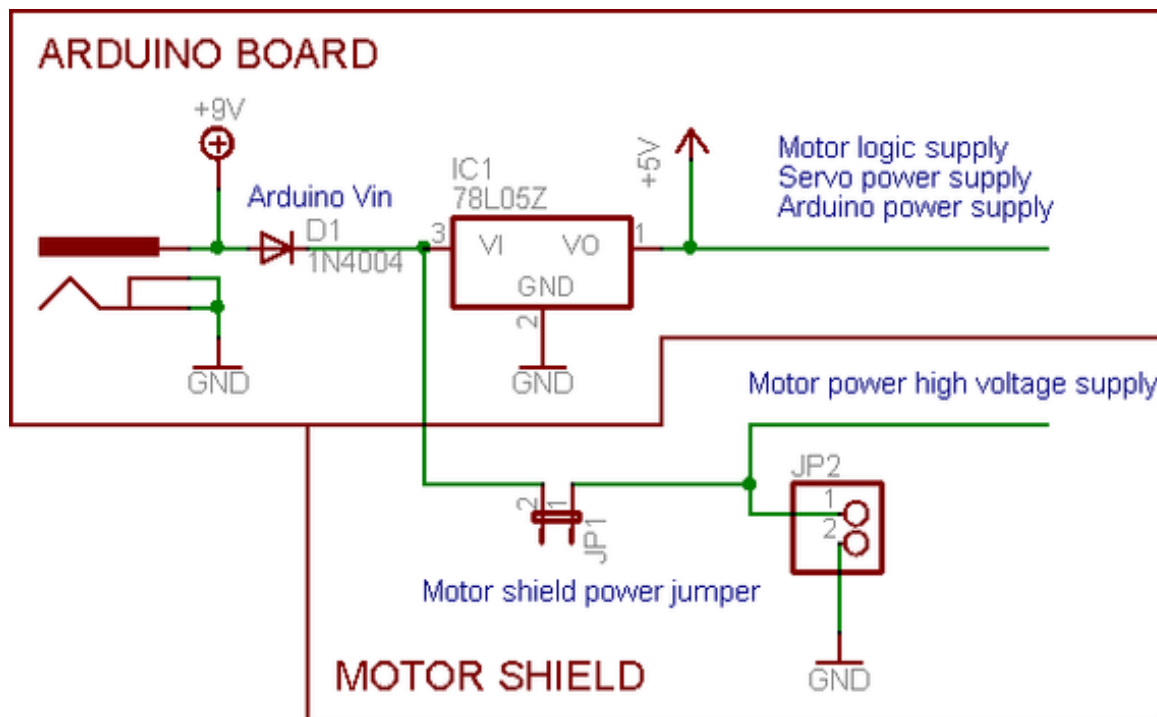 ARDUINO BOARD
+9V
Arduino Vin
D1
1N4004
IC1
78L05Z
3
VI
VO
1
GND
2
GND
GND
+5V
Motor logic supply
Servo power supply
Arduino power supply
Motor power high voltage supply
JP2
1
2
2
1
JP1
Motor shield power jumper
MOTOR SHIELD
GND